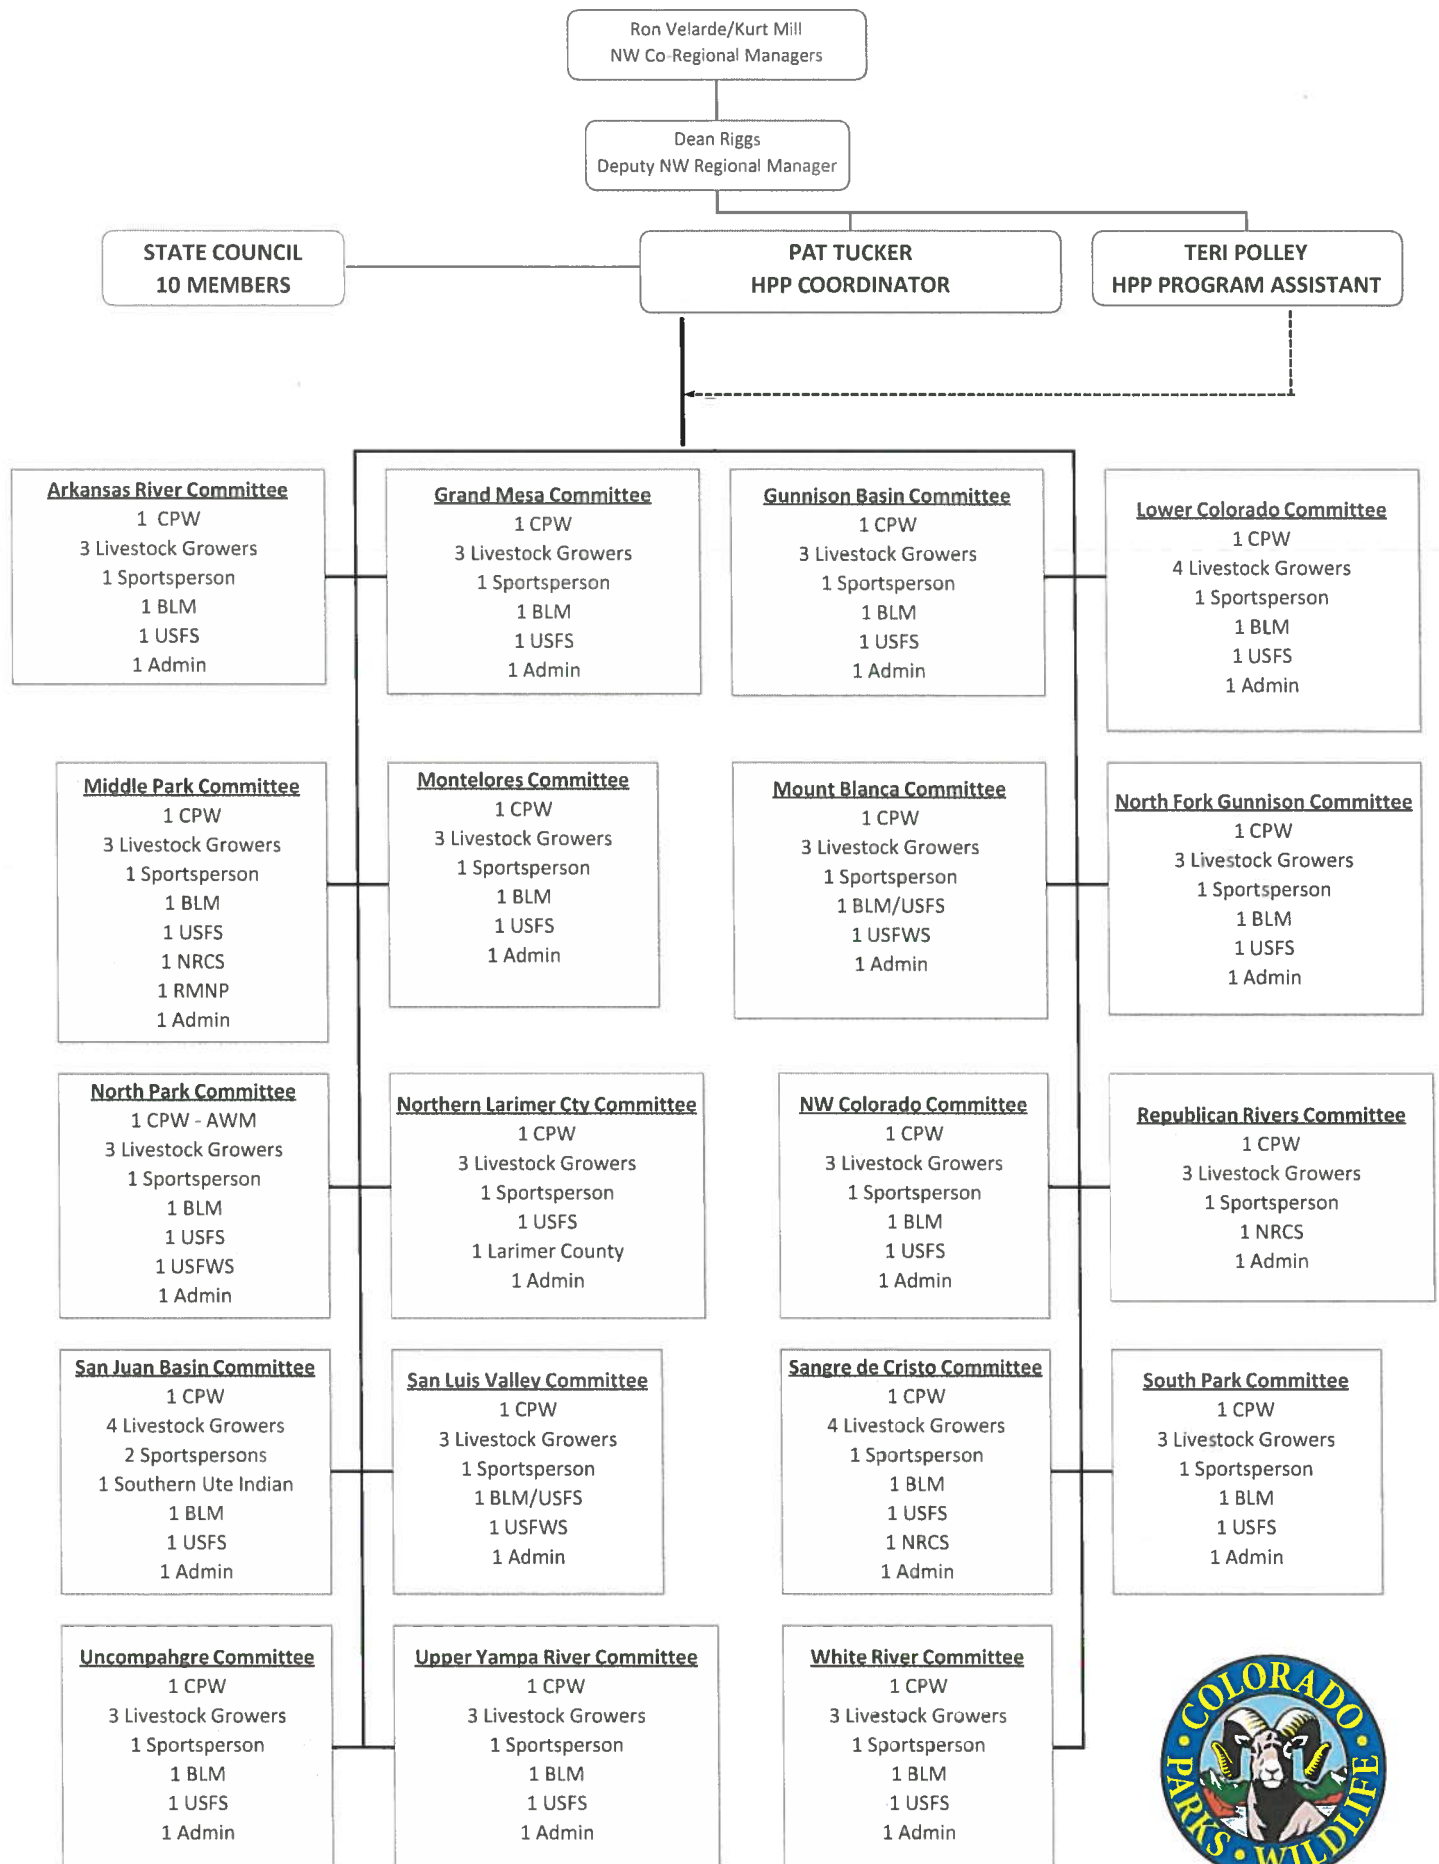 Ron Velarde/Kurt Mill
NW Co-Regional Managers
Dean Riggs
Deputy NW Regional Manager
STATE COUNCIL
10 MEMBERS
PAT TUCKER
HPP COORDINATOR
TERI POLLEY
HPP PROGRAM ASSISTANT
Arkansas River Committee
1 CPW
3 Livestock Growers
1 Sportsperson
1 BLM
1 USFS
1 Admin
Grand Mesa Committee
1 CPW
3 Livestock Growers
1 Sportsperson
1 BLM
1 USFS
1 Admin
Gunnison Basin Committee
1 CPW
3 Livestock Growers
1 Sportsperson
1 BLM
1 USFS
1 Admin
Lower Colorado Committee
1 CPW
4 Livestock Growers
1 Sportsperson
1 BLM
1 USFS
1 Admin
Middle Park Committee
1 CPW
3 Livestock Growers
1 Sportsperson
1 BLM
1 USFS
1 NRCS
1 RMNP
1 Admin
Montelores Committee
1 CPW
3 Livestock Growers
1 Sportsperson
1 BLM
1 USFS
1 Admin
Mount Blanca Committee
1 CPW
3 Livestock Growers
1 Sportsperson
1 BLM/USFS
1 USFWS
1 Admin
North Fork Gunnison Committee
1 CPW
3 Livestock Growers
1 Sportsperson
1 BLM
1 USFS
1 Admin
North Park Committee
1 CPW - AWM
3 Livestock Growers
1 Sportsperson
1 BLM
1 USFS
1 USFWS
1 Admin
Northern Larimer Cty Committee
1 CPW
3 Livestock Growers
1 Sportsperson
1 USFS
1 Larimer County
1 Admin
NW Colorado Committee
1 CPW
3 Livestock Growers
1 Sportsperson
1 BLM
1 USFS
1 Admin
Republican Rivers Committee
1 CPW
3 Livestock Growers
1 Sportsperson
1 NRCS
1 Admin
San Juan Basin Committee
1 CPW
4 Livestock Growers
2 Sportspersons
1 Southern Ute Indian
1 BLM
1 USFS
1 Admin
San Luis Valley Committee
1 CPW
3 Livestock Growers
1 Sportsperson
1 BLM/USFS
1 USFWS
1 Admin
Sangre de Cristo Committee
1 CPW
4 Livestock Growers
1 Sportsperson
1 BLM
1 USFS
1 NRCS
1 Admin
South Park Committee
1 CPW
3 Livestock Growers
1 Sportsperson
1 BLM
1 USFS
1 Admin
Uncompahgre Committee
1 CPW
3 Livestock Growers
1 Sportsperson
1 BLM
1 USFS
1 Admin
Upper Yampa River Committee
1 CPW
3 Livestock Growers
1 Sportsperson
1 BLM
1 USFS
1 Admin
White River Committee
1 CPW
3 Livestock Growers
1 Sportsperson
1 BLM
1 USFS
1 Admin
COLORADO
PARKS • WILDLIFE